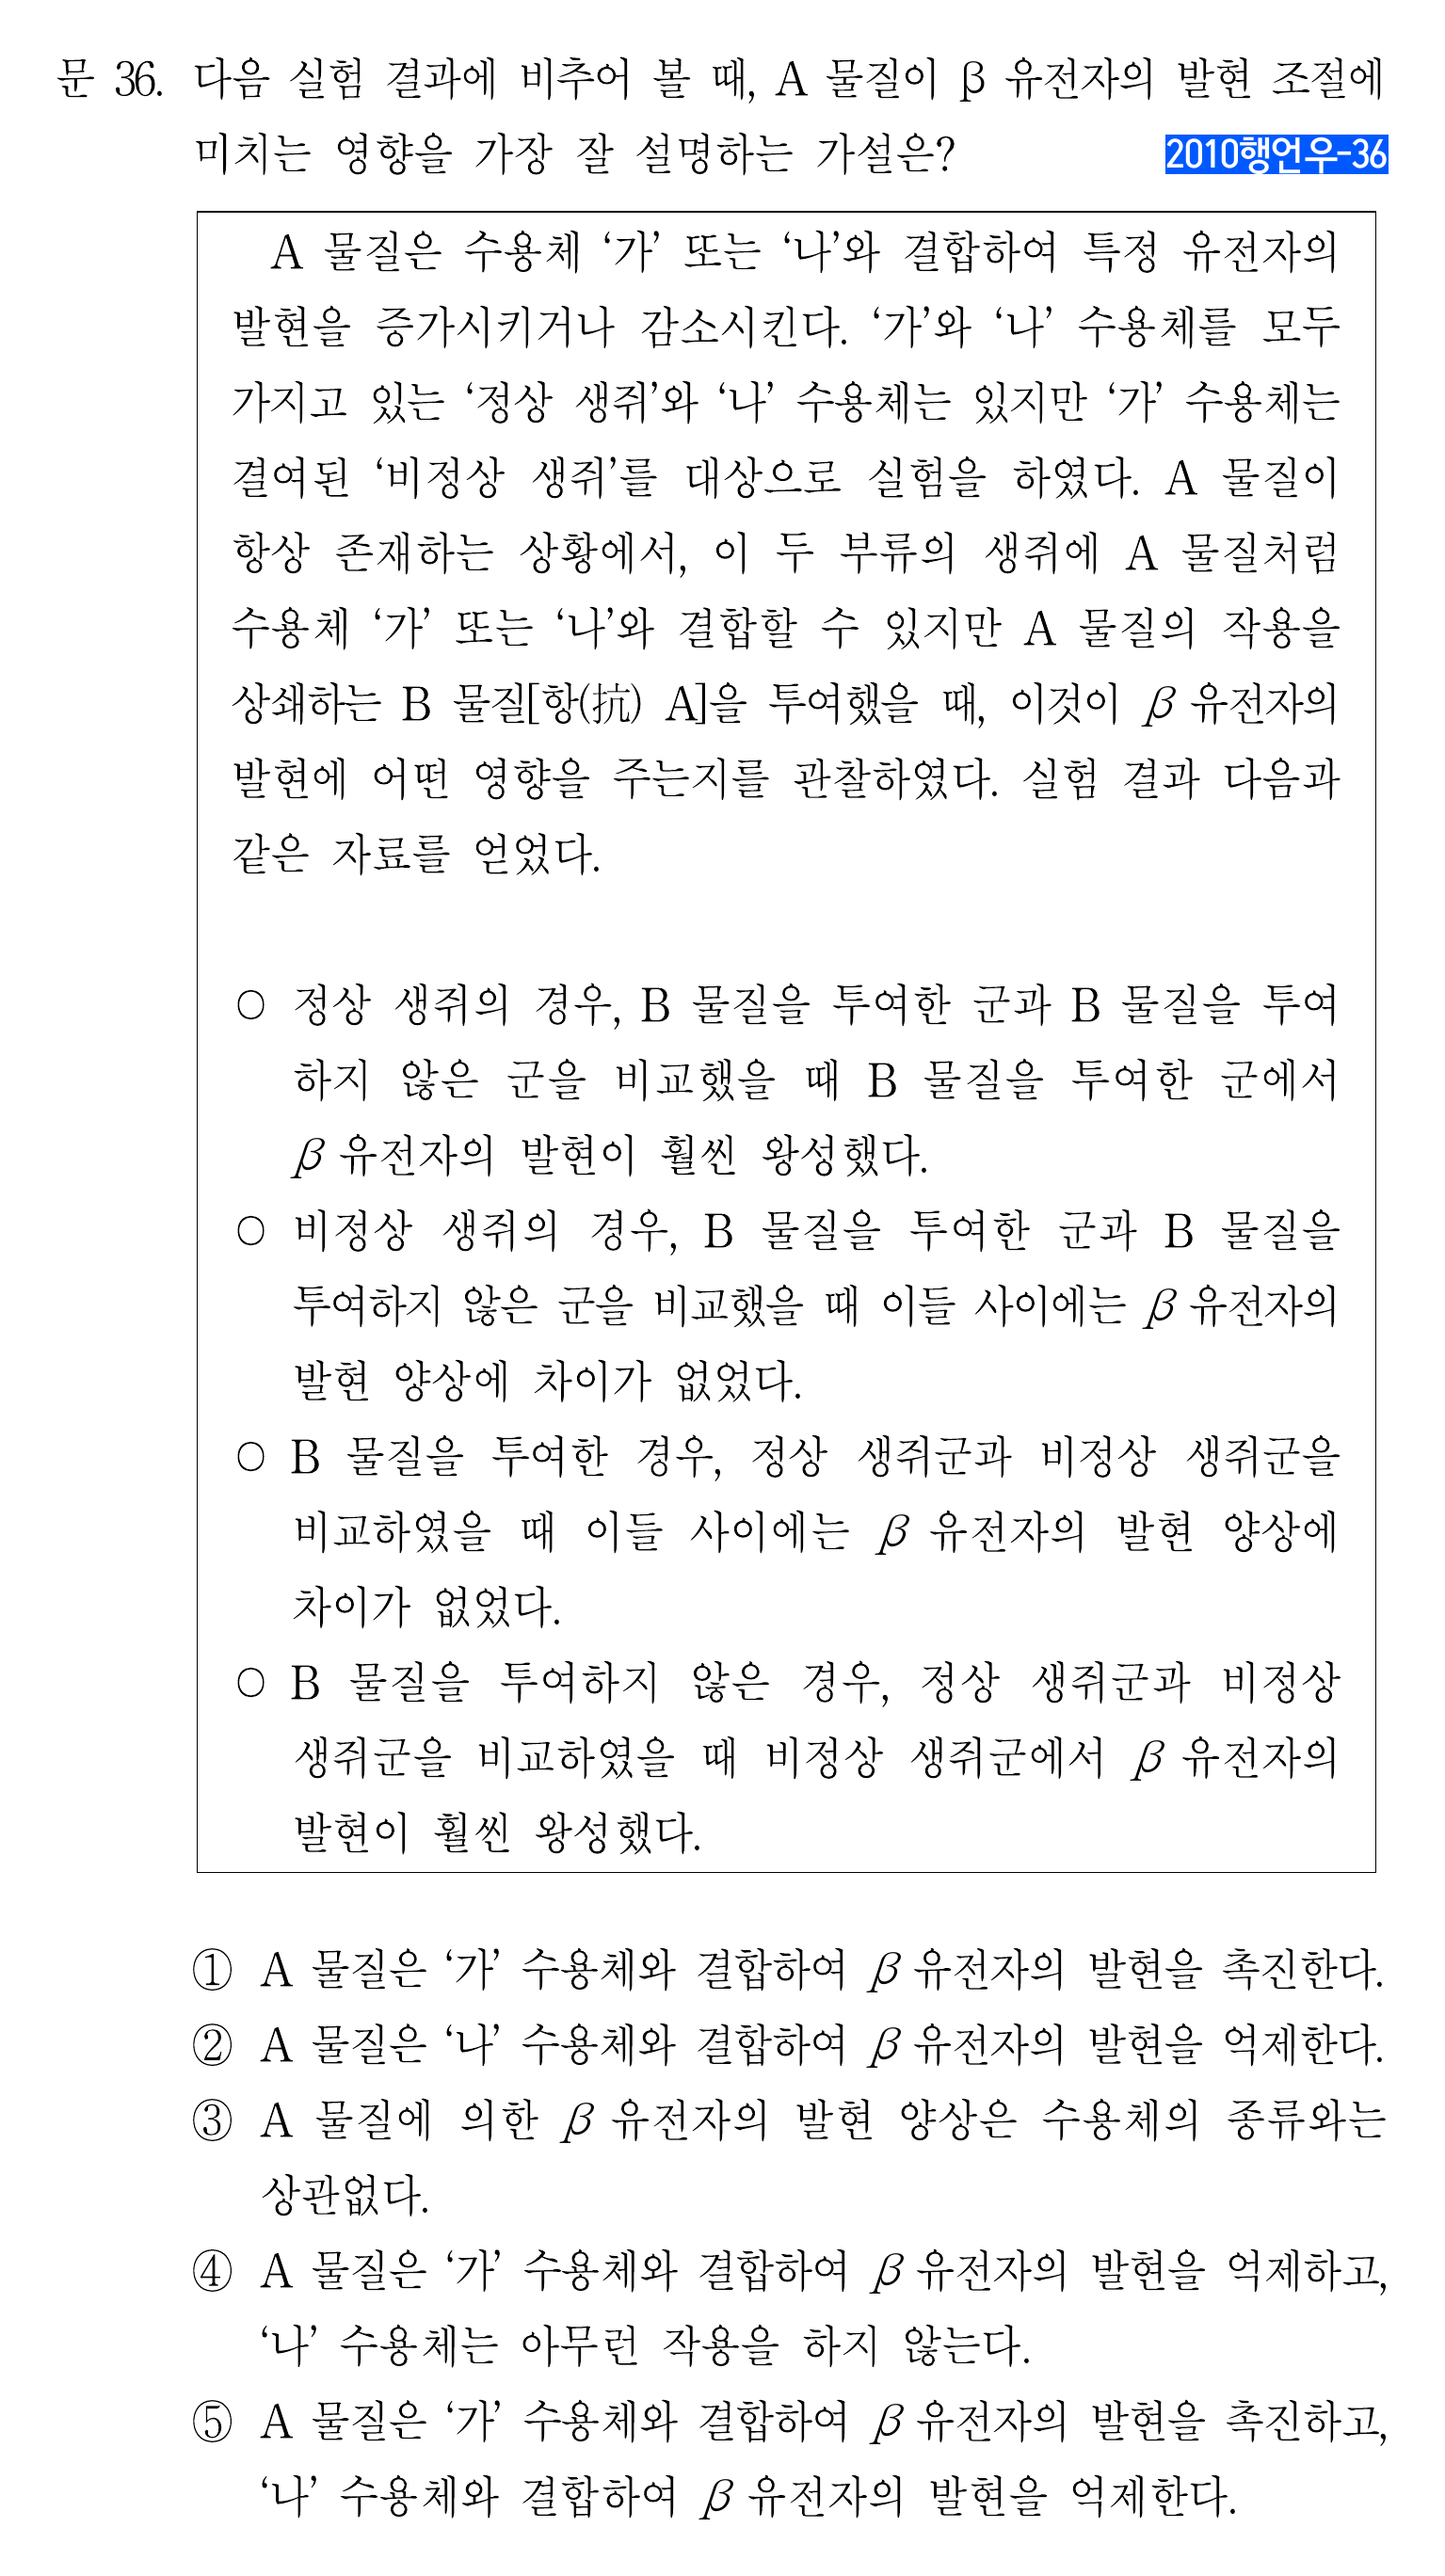 문 36. 다음 실험 결과에 비추어 볼 때, A 물질이 β 유전자의 발현 조절에
미치는 영향을 가장 잘 설명하는 가설은?
2010행언우-36
A 물질은 수용체 ‘가’ 또는 ‘나’와 결합하여 특정 유전자의
발현을 증가시키거나 감소시킨다. ‘가’와 ‘나’ 수용체를 모두
가지고 있는 ‘정상 생쥐’와 ‘나’ 수용체는 있지만 ‘가’ 수용체는
결여된 ‘비정상 생쥐’를 대상으로 실험을 하였다. A 물질이
항상 존재하는 상황에서, 이 두 부류의 생쥐에 A 물질처럼
수용체 ‘가’ 또는 ‘나’와 결합할 수 있지만 A 물질의 작용을
상쇄하는 B 물질[항(抗) A]을 투여했을 때, 이것이 β 유전자의
발현에 어떤 영향을 주는지를 관찰하였다. 실험 결과 다음과
같은 자료를 얻었다.
○ 정상 생쥐의 경우, B 물질을 투여한 군과 B 물질을 투여
하지 않은 군을 비교했을 때 B 물질을 투여한 군에서
β 유전자의 발현이 훨씬 왕성했다.
○ 비정상 생쥐의 경우, B 물질을 투여한 군과 B 물질을
투여하지 않은 군을 비교했을 때 이들 사이에는 β 유전자의
발현 양상에 차이가 없었다.
○ B 물질을 투여한 경우, 정상 생쥐군과 비정상 생쥐군을
비교하였을 때 이들 사이에는 β 유전자의 발현 양상에
차이가 없었다.
○ B 물질을 투여하지 않은 경우, 정상 생쥐군과 비정상
생쥐군을 비교하였을 때 비정상 생쥐군에서 β 유전자의
발현이 훨씬 왕성했다.
① A 물질은 ‘가’ 수용체와 결합하여 β 유전자의 발현을 촉진한다.
② A 물질은 ‘나’ 수용체와 결합하여 β 유전자의 발현을 억제한다.
③ A 물질에 의한 β 유전자의 발현 양상은 수용체의 종류와는
상관없다.
④ A 물질은 ‘가’ 수용체와 결합하여 β 유전자의 발현을 억제하고,
‘나’ 수용체는 아무런 작용을 하지 않는다.
⑤ A 물질은 ‘가’ 수용체와 결합하여 β 유전자의 발현을 촉진하고,
‘나’ 수용체와 결합하여 β 유전자의 발현을 억제한다.